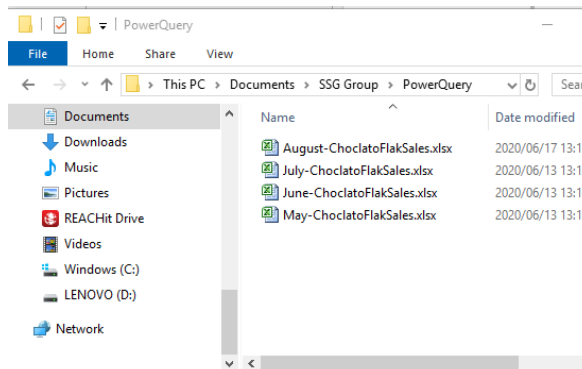 PowerQuery
File Home Share View
This PC > Documents > SSG Group > PowerQuery Sear
Documents
Downloads
Music
Pictures
REACHit Drive
Videos
Windows (C:)
LENOVO (D:)
Network
Name Date modified
August-ChoclatoFlakSales.xlsx 2020/06/17 13:1
July-ChoclatoFlakSales.xlsx 2020/06/13 13:1
June-ChoclatoFlakSales.xlsx 2020/06/13 13:1
May-ChoclatoFlakSales.xlsx 2020/06/13 13:1